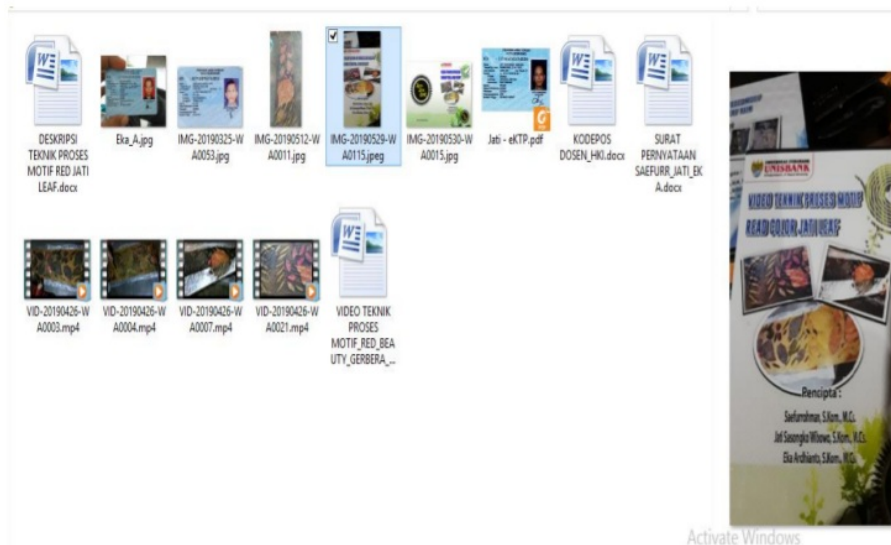 DESKRIPSI
TEKNIK PROSES
MOTIF RED JATI
LEAF.docx
Eka_A.jpg
IMG-20190325-W
A0053.jpg
IMG-20190512-W
A0011.jpg
IMG-20190529-W
A0115.jpeg
IMG-20190530-W
A0015.jpg
Jati - eKTP.pdf
KODEPOS
DOSEN_HKI.docx
SURAT
PERNYATAAN
SAEFURR_JATI_EK
A.docx
VID-20190426-W
A0003.mp4
VID-20190426-W
A0004.mp4
VID-20190426-W
A0007.mp4
VID-20190426-W
A0021.mp4
VIDEO TEKNIK
PROSES
MOTIF_RED_BEA
UTY_GERBERA_...
UNISBANK
VIDEO TEKNIK PROSES MOTIF
READ COLOR JATI LEAF
Pencipta :
Saefurrohman, S.Kom., M.Cs.
Jati Sasongko Wibowo, S.Kom., M.Cs.
Eka Ardhianto, S.Kom., M.Cs.
Activate Windows